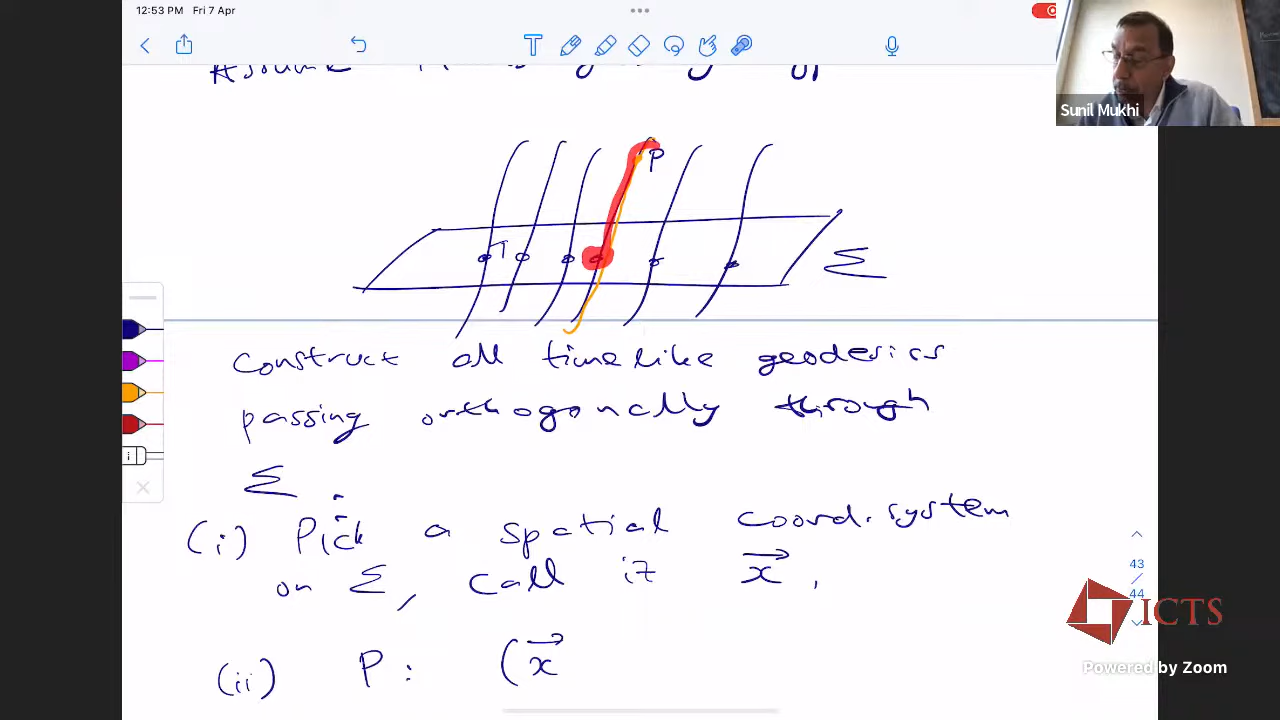 12:53 PM Fri 7 Apr
Sunil Mukhi
Assume
P
Σ
Construct all timelike geodesics
passing orthogonally through
Σ :
(i) Pick a spatial coord. system
on Σ, call it x⃗,
(ii) P: (x⃗
43
/
44
ICTS
Powered by Zoom